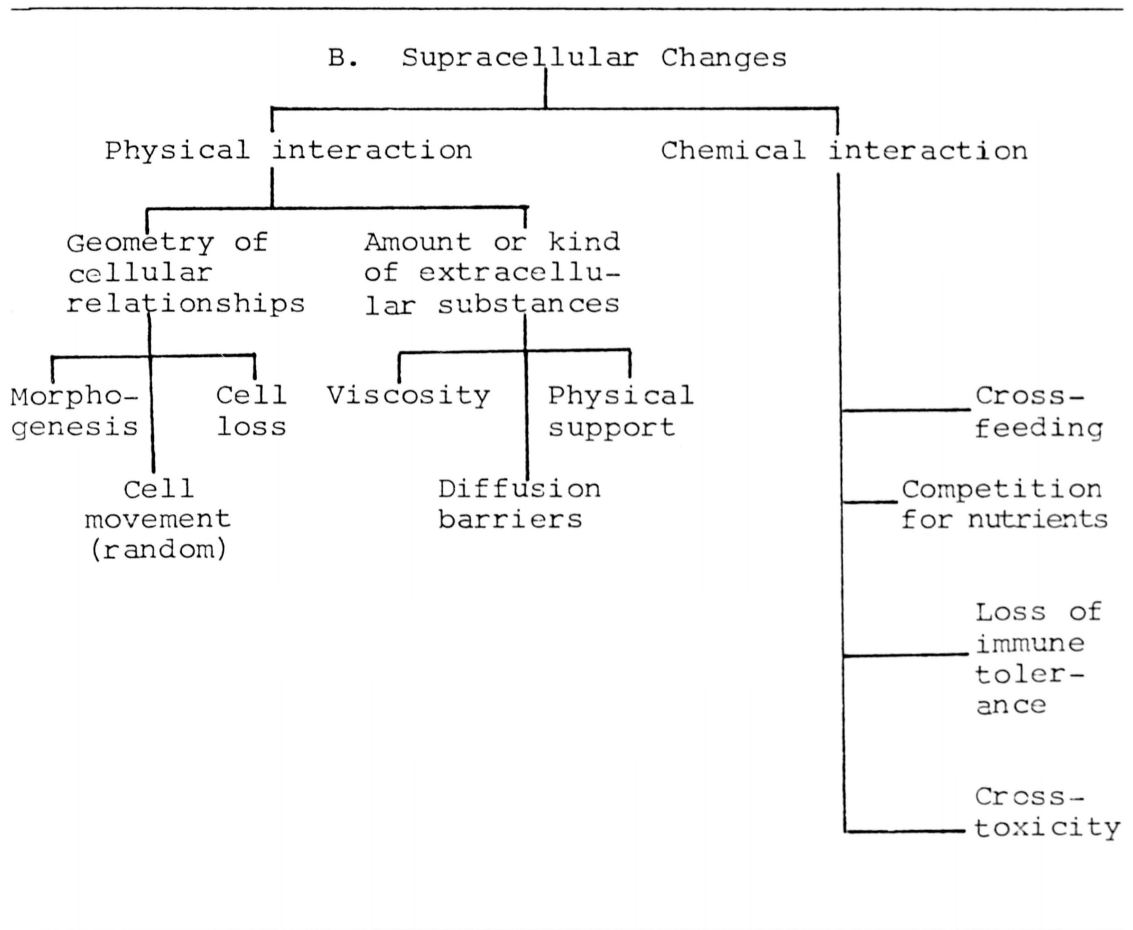 B. Supracellular Changes
Physical interaction
Chemical interaction
Geometry of
cellular
relationships
Amount or kind
of extracellu-
lar substances
Morpho-
genesis
Cell
loss
Cell
movement
(random)
Viscosity
Physical
support
Diffusion
barriers
Cross-
feeding
Competition
for nutrients
Loss of
immune
toler-
ance
Cross-
toxicity